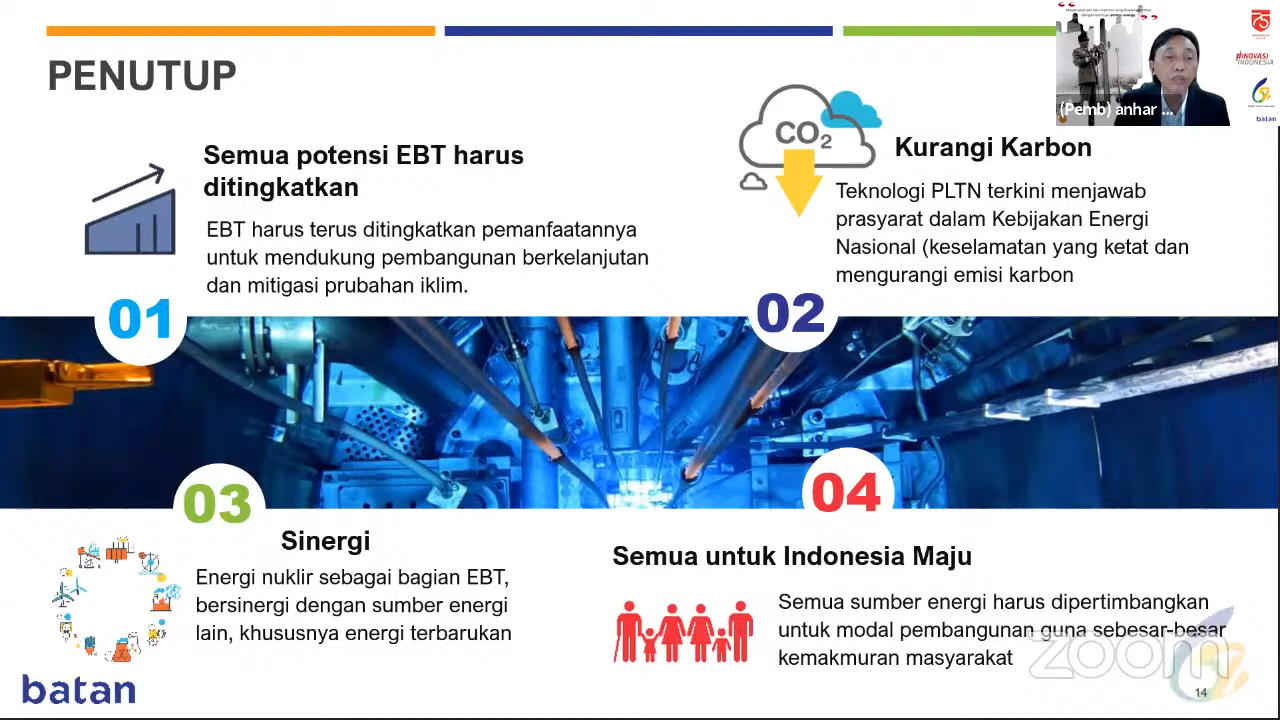 PENUTUP
(Pemb) anhar ...
75
#INOVASI
INDONESIA
batan
Semua potensi EBT harus
ditingkatkan
EBT harus terus ditingkatkan pemanfaatannya
untuk mendukung pembangunan berkelanjutan
dan mitigasi prubahan iklim.
01
CO2
Kurangi Karbon
Teknologi PLTN terkini menjawab
prasyarat dalam Kebijakan Energi
Nasional (keselamatan yang ketat dan
mengurangi emisi karbon
02
03
Sinergi
Energi nuklir sebagai bagian EBT,
bersinergi dengan sumber energi
lain, khususnya energi terbarukan
04
Semua untuk Indonesia Maju
Semua sumber energi harus dipertimbangkan
untuk modal pembangunan guna sebesar-besar
kemakmuran masyarakat
batan
zoom
14